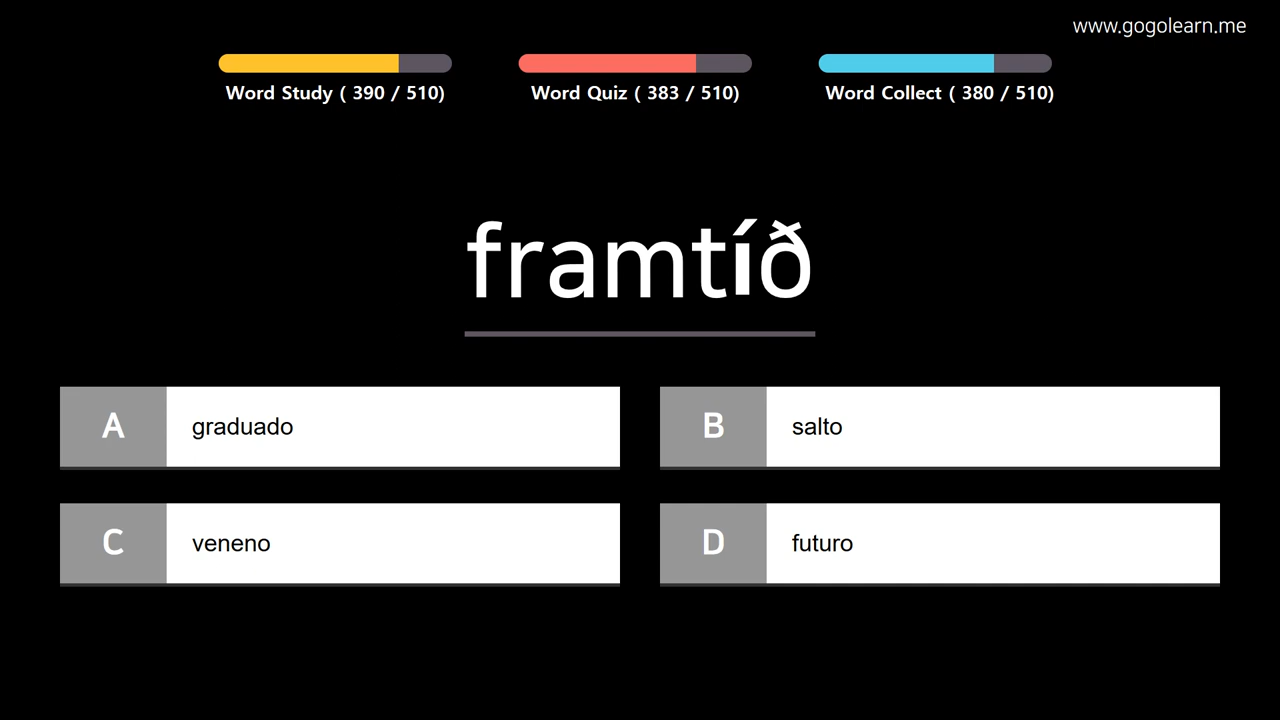 www.gogolearn.me
Word Study ( 390 / 510)
Word Quiz ( 383 / 510)
Word Collect ( 380 / 510)
framtíð
A graduado
B salto
C veneno
D futuro